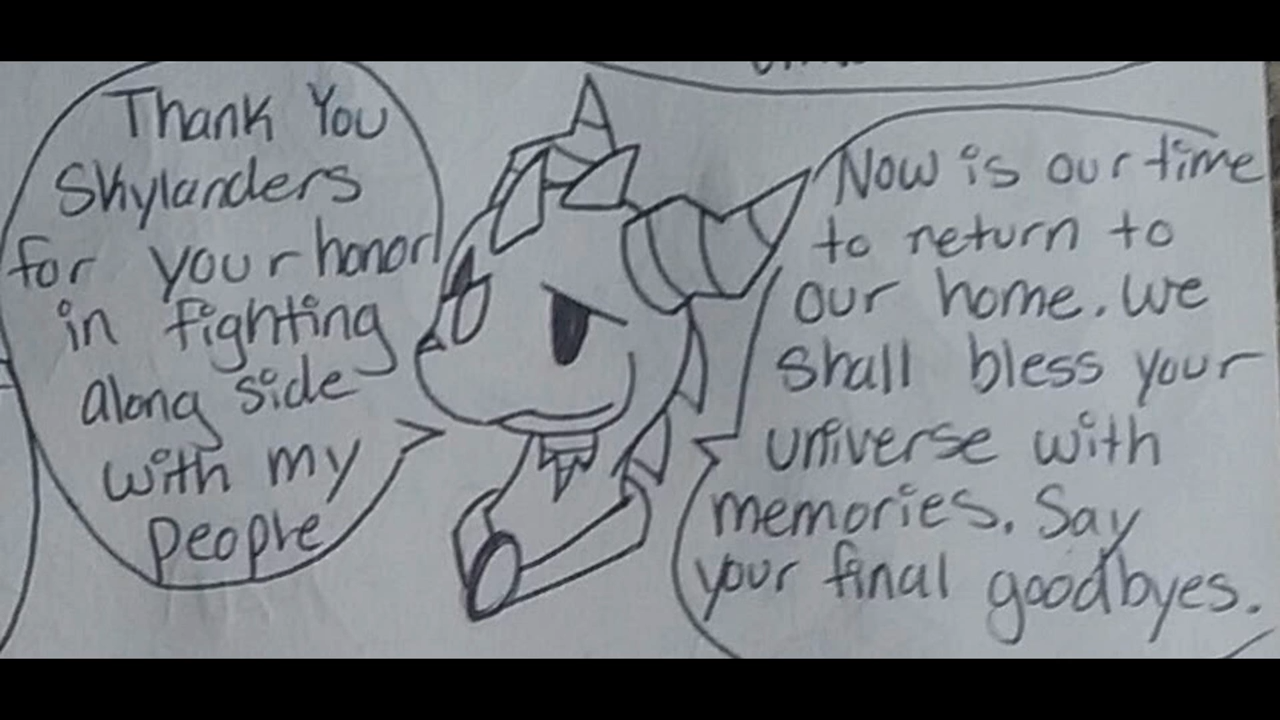 Thank You
Skylanders
for your honor
in fighting
along side
with my
people
Now is our time
to return to
our home. We
shall bless your
universe with
memories. Say
your final goodbyes.